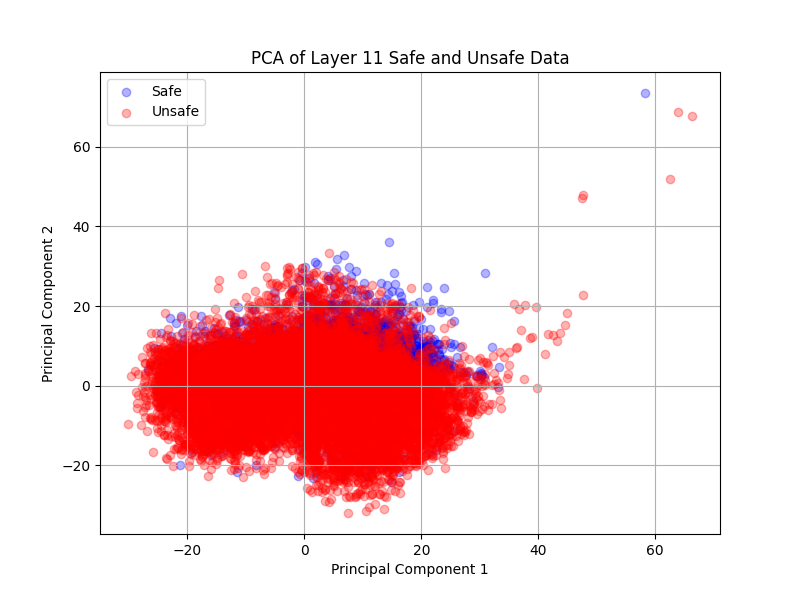 PCA of Layer 11 Safe and Unsafe Data
Safe
Unsafe
60
40
20
0
−20
−20
0
20
40
60
Principal Component 2
Principal Component 1